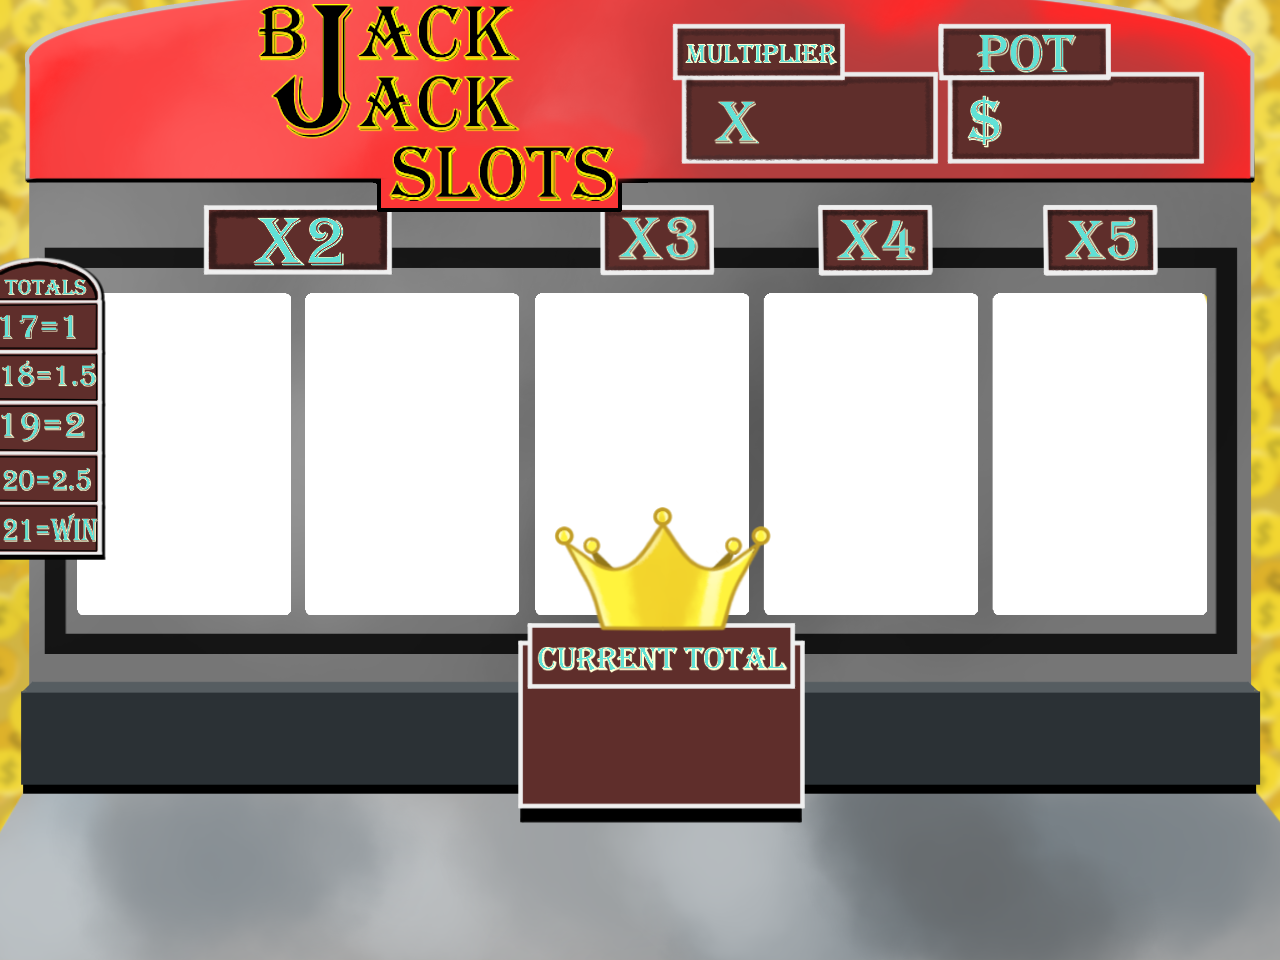 BJACK
JACK
SLOTS
MULTIPLIER
POT
X
$
X2
X3
X4
X5
TOTALS
17=1
18=1.5
19=2
20=2.5
21=WIN
CURRENT TOTAL